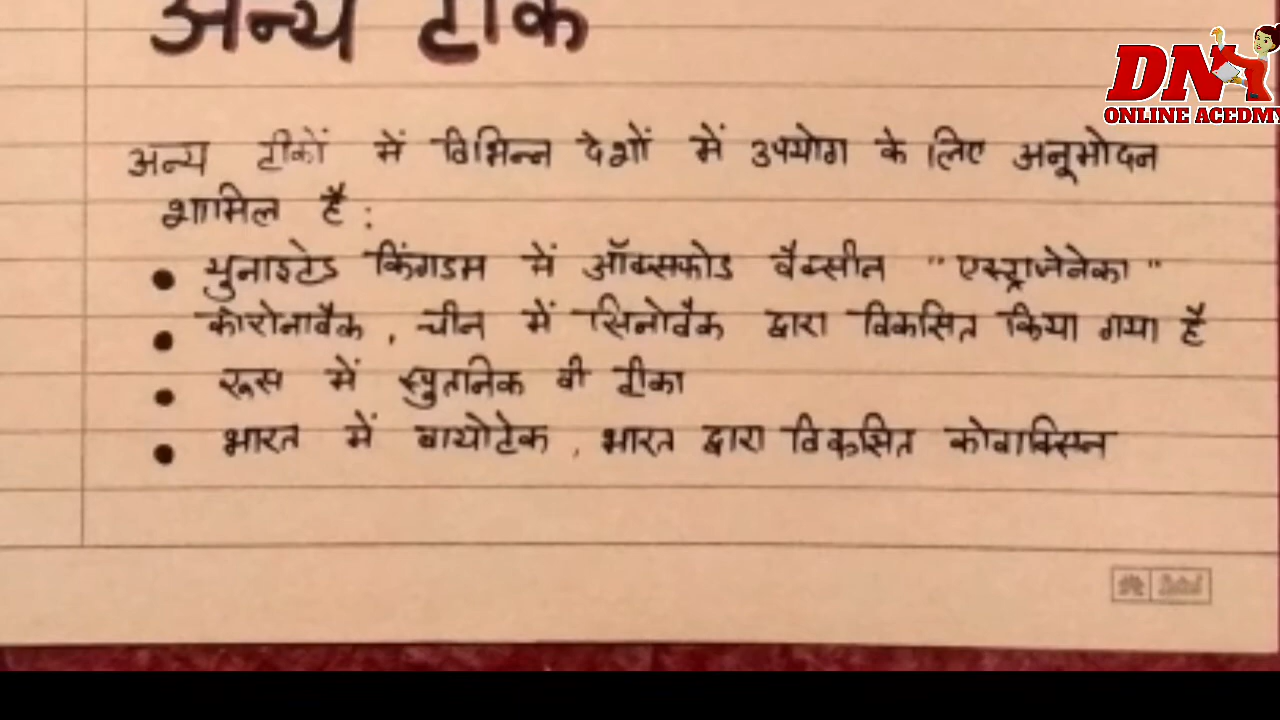 अन्य टीके
DN
ONLINE ACEDMY
अन्य टीकों में विभिन्न देशों में उपयोग के लिए अनूमोदन
शामिल है :
• युनाइटेड किंगडम में ऑक्सफोड वैक्सीन "एस्ट्राजेनेका"
• कोरोनावैक , चीन में सिनोवैक द्वारा विकसित किया गया है
• रूस में स्पुतनिक वी टीका
• भारत में बायोटेक , भारत द्वारा विकसित कोवाक्सिन